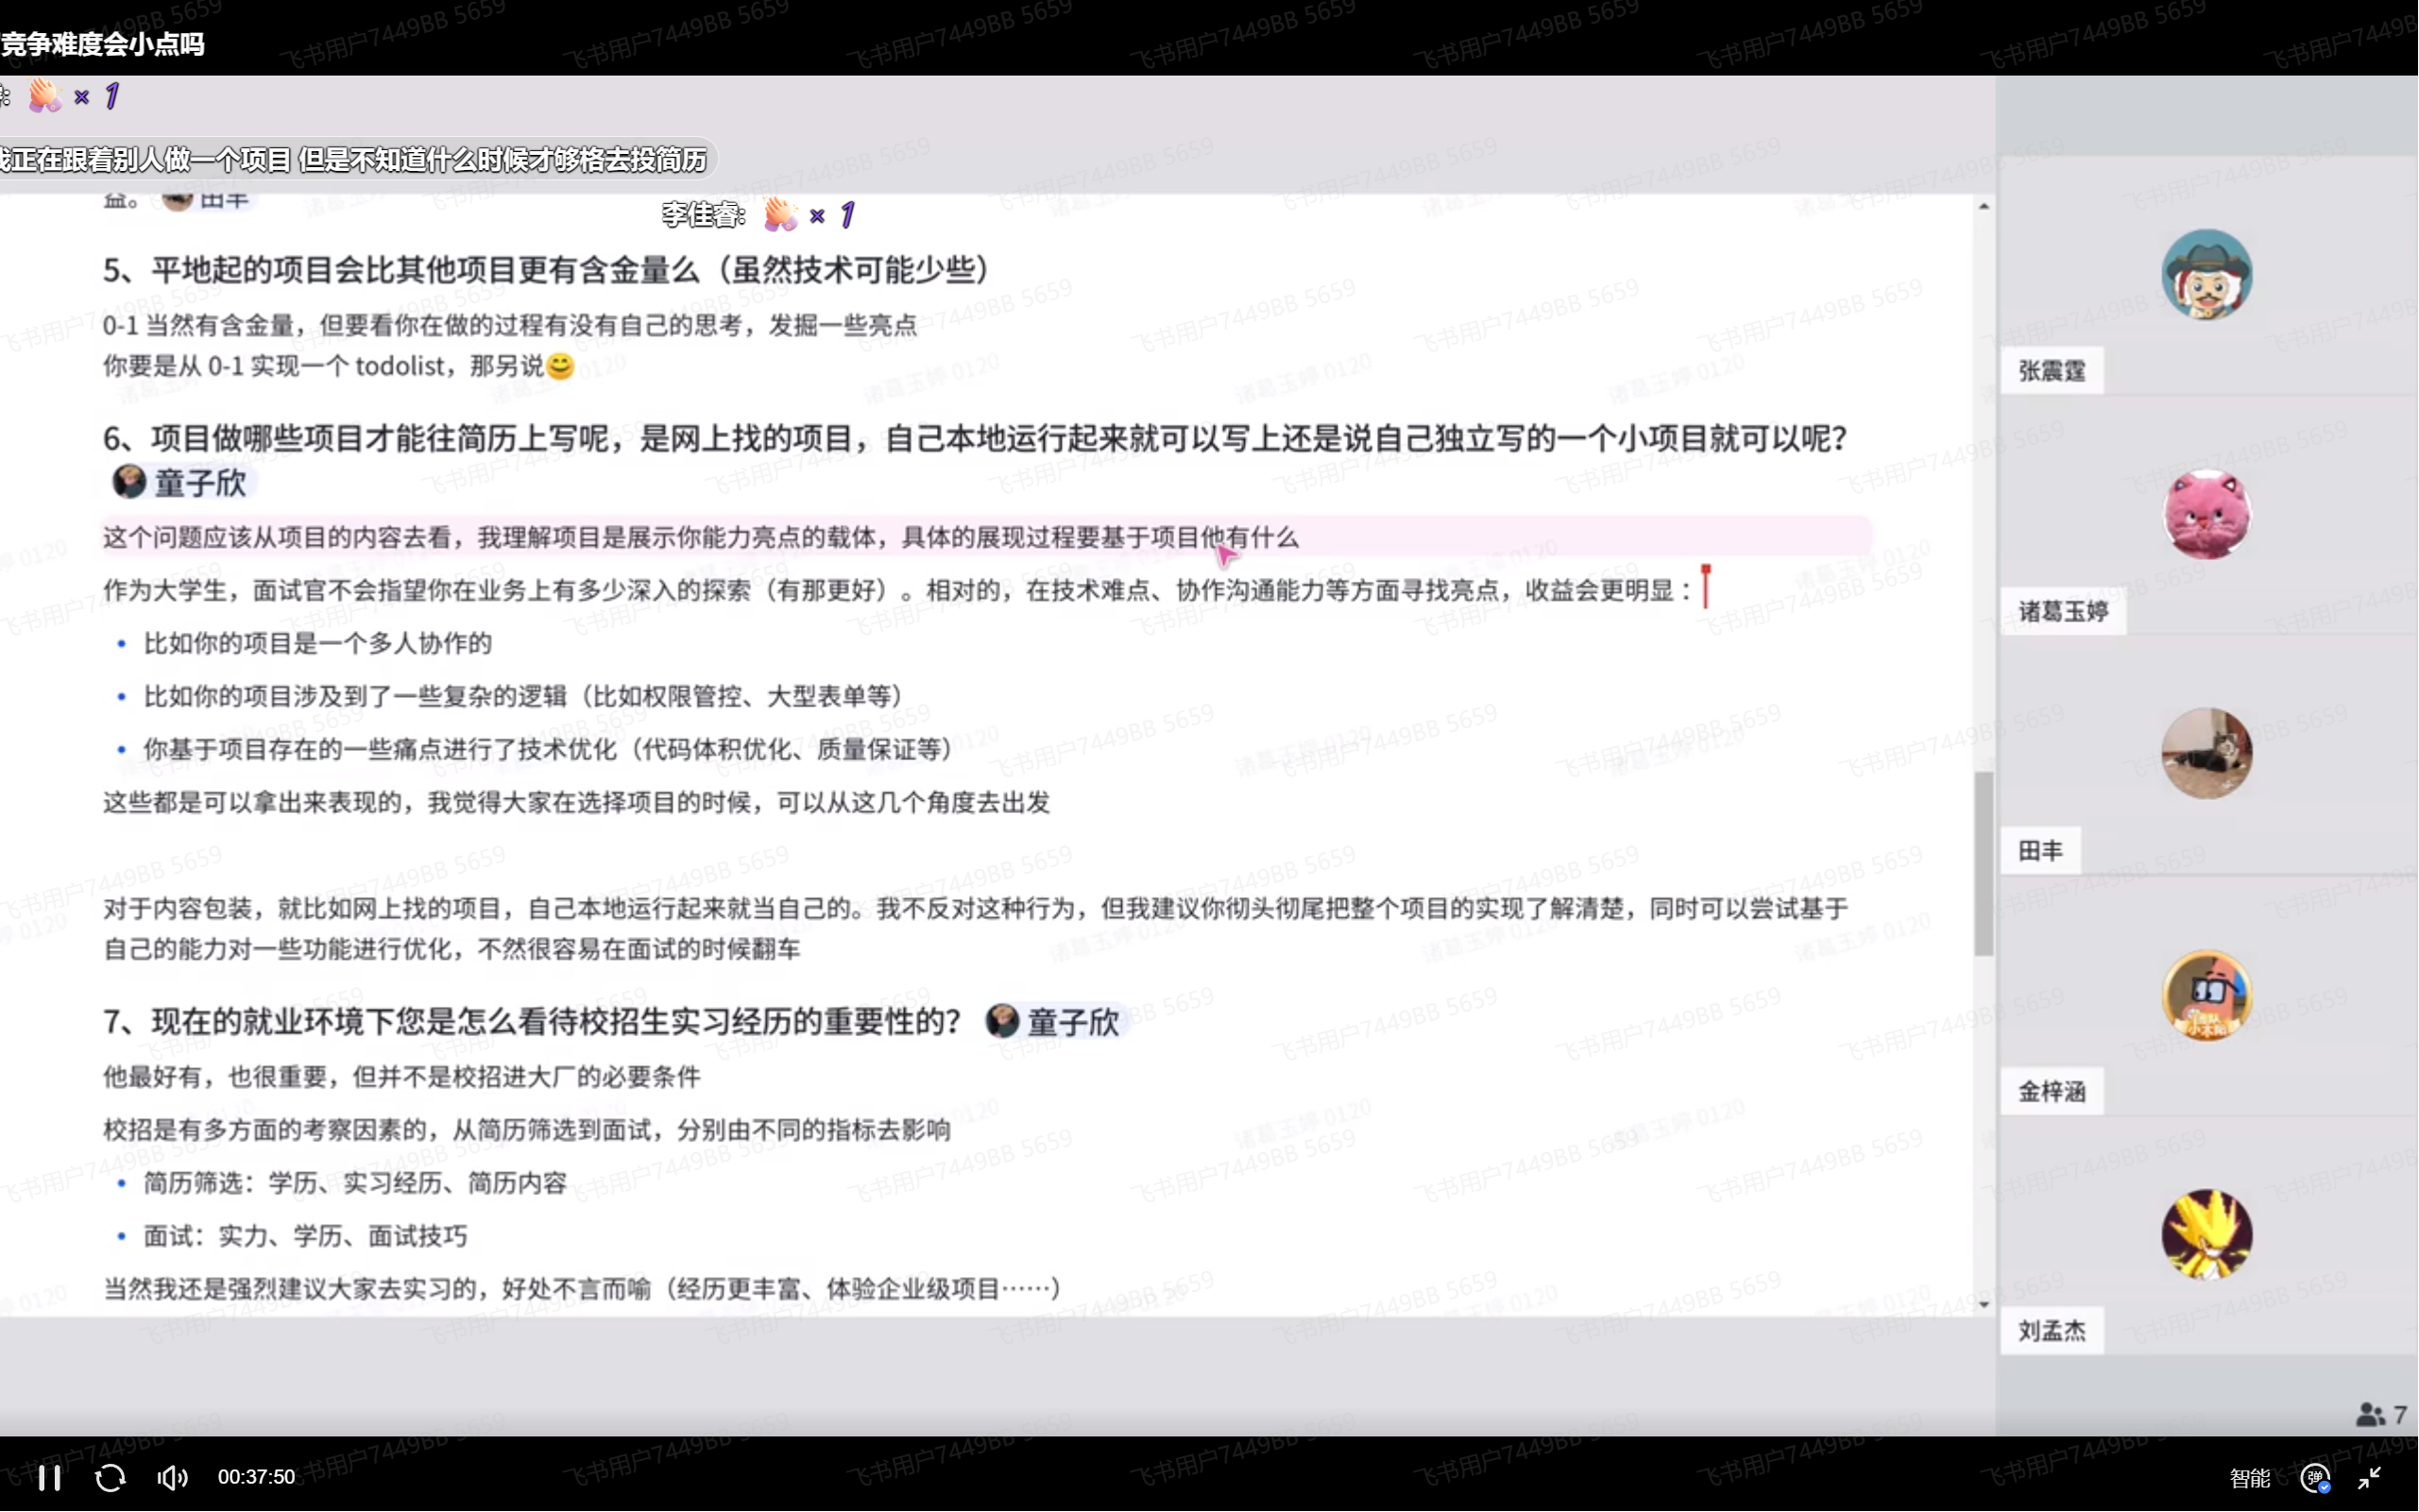 竞争难度会小点吗
× 1
我正在跟着别人做一个项目 但是不知道什么时候才够格去投简历
益。 田丰
李佳睿: × 1
5、平地起的项目会比其他项目更有含金量么（虽然技术可能少些）
0-1 当然有含金量，但要看你在做的过程有没有自己的思考，发掘一些亮点
你要是从 0-1 实现一个 todolist，那另说😊
6、项目做哪些项目才能往简历上写呢，是网上找的项目，自己本地运行起来就可以写上还是说自己独立写的一个小项目就可以呢？
童子欣
这个问题应该从项目的内容去看，我理解项目是展示你能力亮点的载体，具体的展现过程要基于项目他有什么
作为大学生，面试官不会指望你在业务上有多少深入的探索（有那更好）。相对的，在技术难点、协作沟通能力等方面寻找亮点，收益会更明显：
• 比如你的项目是一个多人协作的
• 比如你的项目涉及到了一些复杂的逻辑（比如权限管控、大型表单等）
• 你基于项目存在的一些痛点进行了技术优化（代码体积优化、质量保证等）
这些都是可以拿出来表现的，我觉得大家在选择项目的时候，可以从这几个角度去出发
对于内容包装，就比如网上找的项目，自己本地运行起来就当自己的。我不反对这种行为，但我建议你彻头彻尾把整个项目的实现了解清楚，同时可以尝试基于
自己的能力对一些功能进行优化，不然很容易在面试的时候翻车
7、现在的就业环境下您是怎么看待校招生实习经历的重要性的？ 童子欣
他最好有，也很重要，但并不是校招进大厂的必要条件
校招是有多方面的考察因素的，从简历筛选到面试，分别由不同的指标去影响
• 简历筛选：学历、实习经历、简历内容
• 面试：实力、学历、面试技巧
当然我还是强烈建议大家去实习的，好处不言而喻（经历更丰富、体验企业级项目……）
张震霆
诸葛玉婷
田丰
金梓涵
刘孟杰
7
00:37:50
智能
弹
飞书用户7449BB 5659
诸葛玉婷 0120